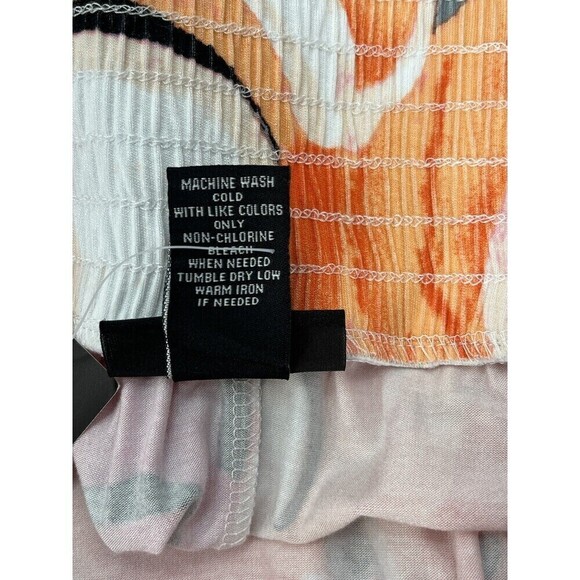 MACHINE WASH
COLD
WITH LIKE COLORS
ONLY
NON-CHLORINE
BLEACH
WHEN NEEDED
TUMBLE DRY LOW
WARM IRON
IF NEEDED